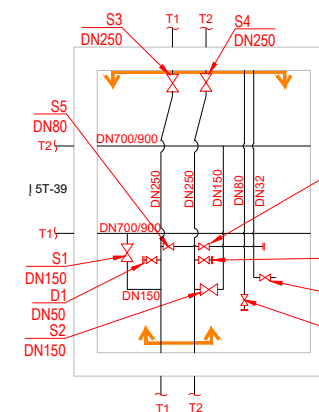 S3
T1
T2
S4
DN250
DN250
S5
DN80
T2
DN700/900
DN250
DN250
DN150
DN80
DN32
5T-39
T1
DN700/900
S1
DN150
D1
DN50
DN150
S2
DN150
T1
T2